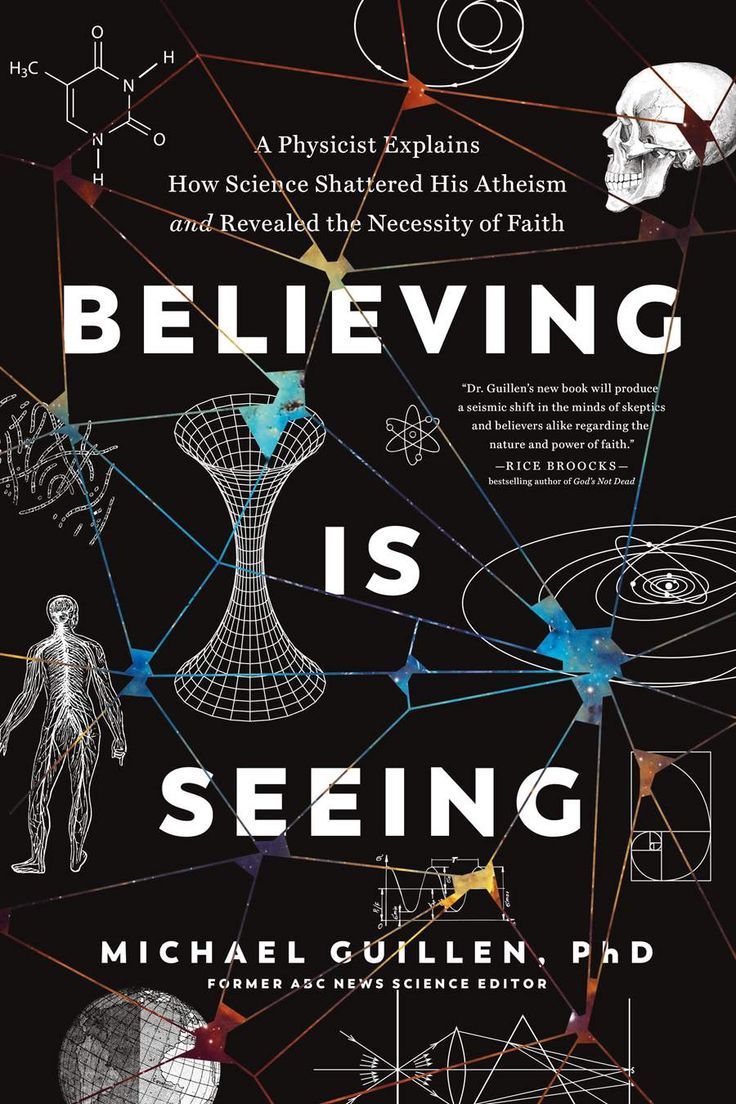 O
H
H₃C
N
N
O
H
A Physicist Explains
How Science Shattered His Atheism
and Revealed the Necessity of Faith
BELIEVING
“Dr. Guillen’s new book will produce
a seismic shift in the minds of skeptics
and believers alike regarding the
nature and power of faith.”
—RICE BROOCKS—
bestselling author of God’s Not Dead
IS
SEEING
T
MICHAEL GUILLEN, PhD
FORMER ABC NEWS SCIENCE EDITOR
S